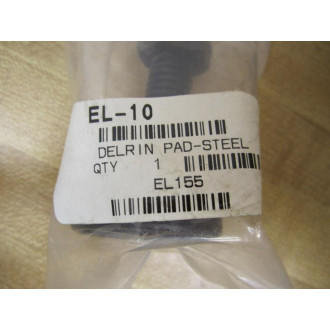 EL-10
DELRIN PAD-STEEL
QTY 1
EL155